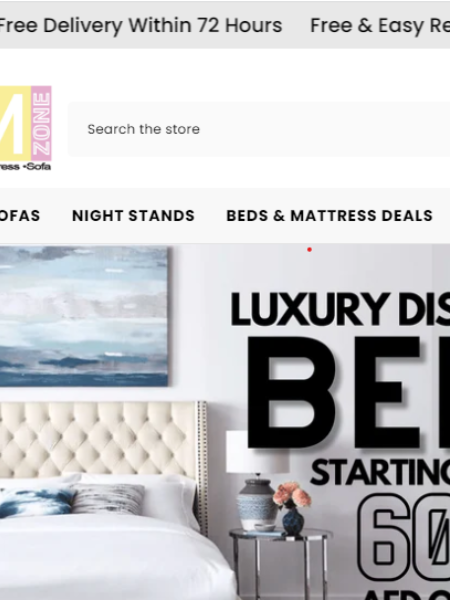 Free Delivery Within 72 Hours Free & Easy Re
M ZONE
ress •Sofa
Search the store
OFAS NIGHT STANDS BEDS & MATTRESS DEALS
LUXURY DIS
BE
STARTING
60
AED O